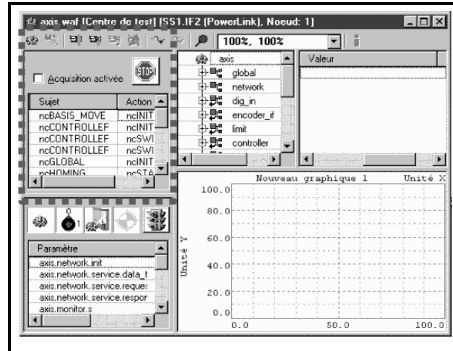 axis.waf [Centre de test] [SS1.IF2 (PowerLink), Noeud: 1]
100%, 100%
Acquisition activée
STOP
Sujet Action
ncBASIS_MOVE ncINIT
ncCONTROLLEF ncINIT
ncCONTROLLEF ncSWI
ncCONTROLLEF ncSWI
ncGLOBAL ncINIT
ncHOMING ncSTA
axis
global
network
dig_in
encoder_if
limit
controller
Valeur
Paramètre
axis.network.init
axis.network.service.data_t
axis.network.service.reque:
axis.network.service.respor
axis.monitor.s
Nouveau graphique 1 Unité X
Unité Y
100.0
80.0
60.0
40.0
20.0
0.0
0.0 50.0 100.0